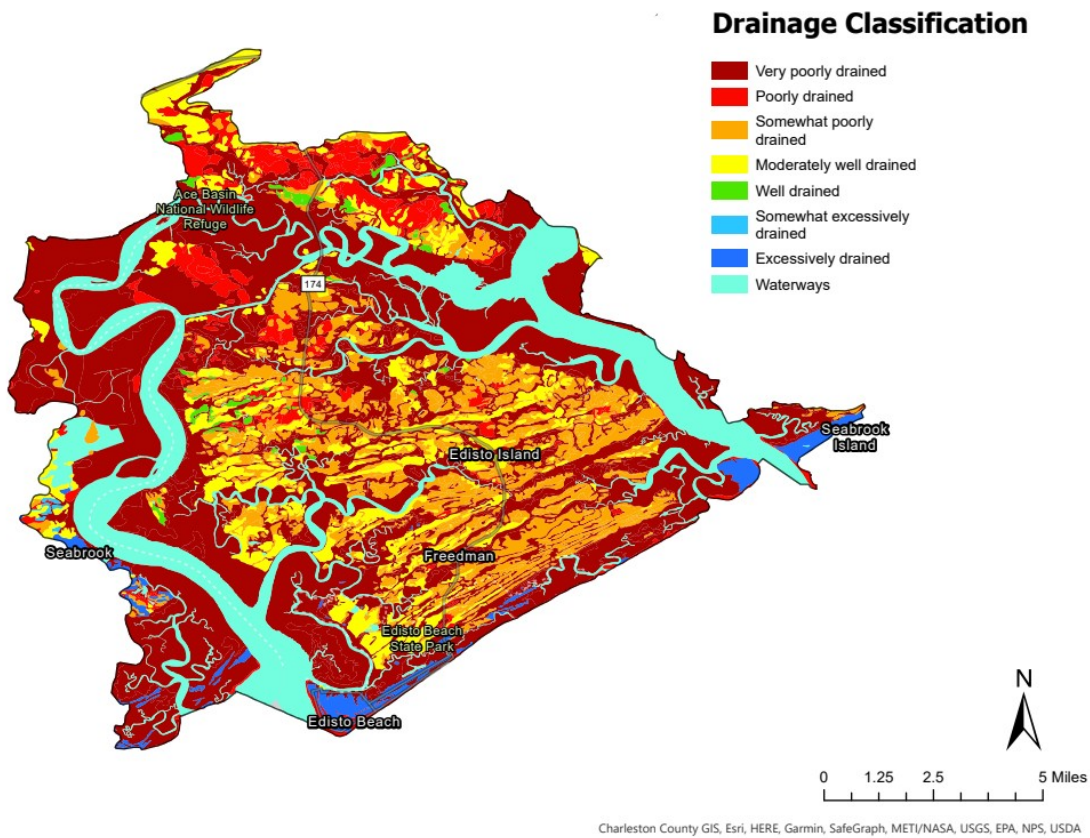 Drainage Classification
Very poorly drained
Poorly drained
Somewhat poorly
drained
Moderately well drained
Well drained
Somewhat excessively
drained
Excessively drained
Waterways
Ace Basin
National Wildlife
Refuge
174
Seabrook
Island
Edisto Island
Seabrook
Freedman
Edisto Beach
State Park
Edisto Beach
N
0 1.25 2.5 5 Miles
Charleston County GIS, Esri, HERE, Garmin, SafeGraph, METI/NASA, USGS, EPA, NPS, USDA